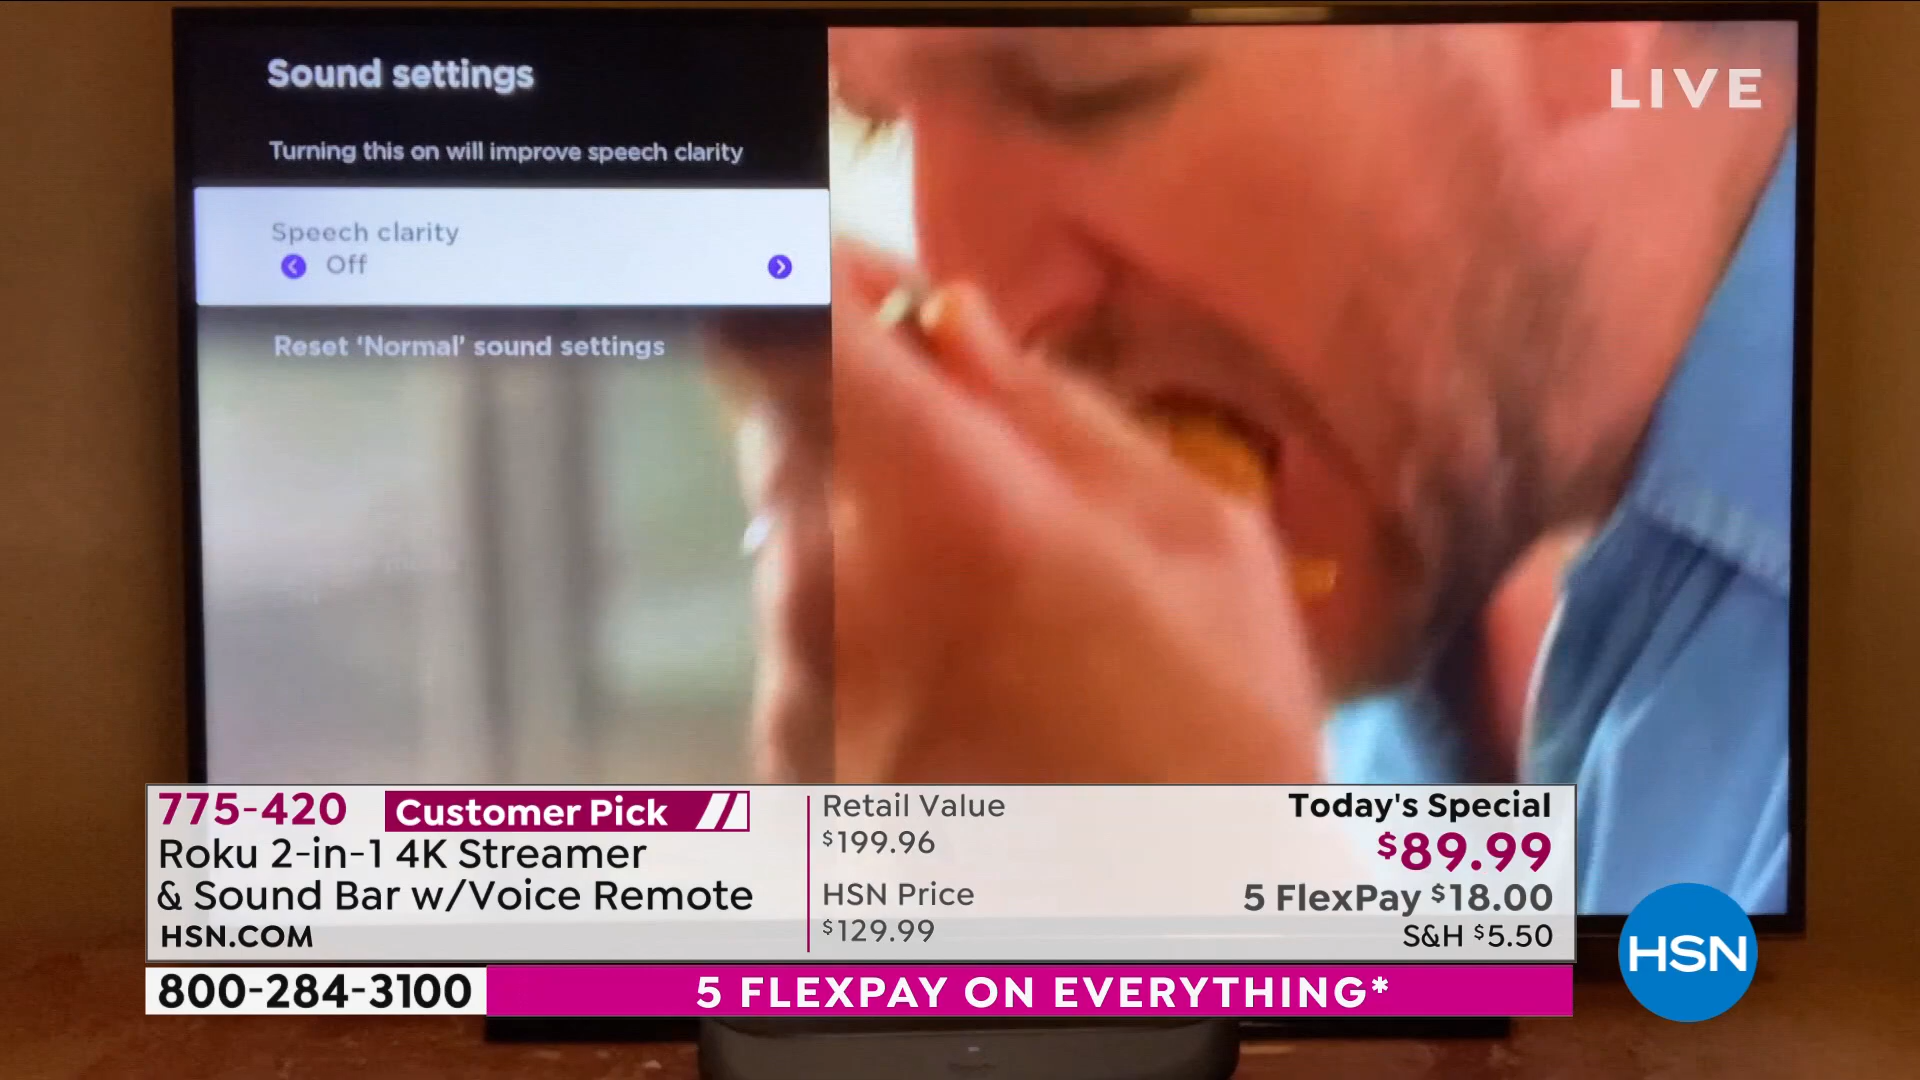 Sound settings
LIVE
Turning this on will improve speech clarity
Speech clarity
Off
Reset 'Normal' sound settings
775-420 Customer Pick
Roku 2-in-1 4K Streamer
& Sound Bar w/Voice Remote
HSN.COM
Retail Value
$199.96
HSN Price
$129.99
Today's Special
$89.99
5 FlexPay $18.00
S&H $5.50
HSN
800-284-3100
5 FLEXPAY ON EVERYTHING*